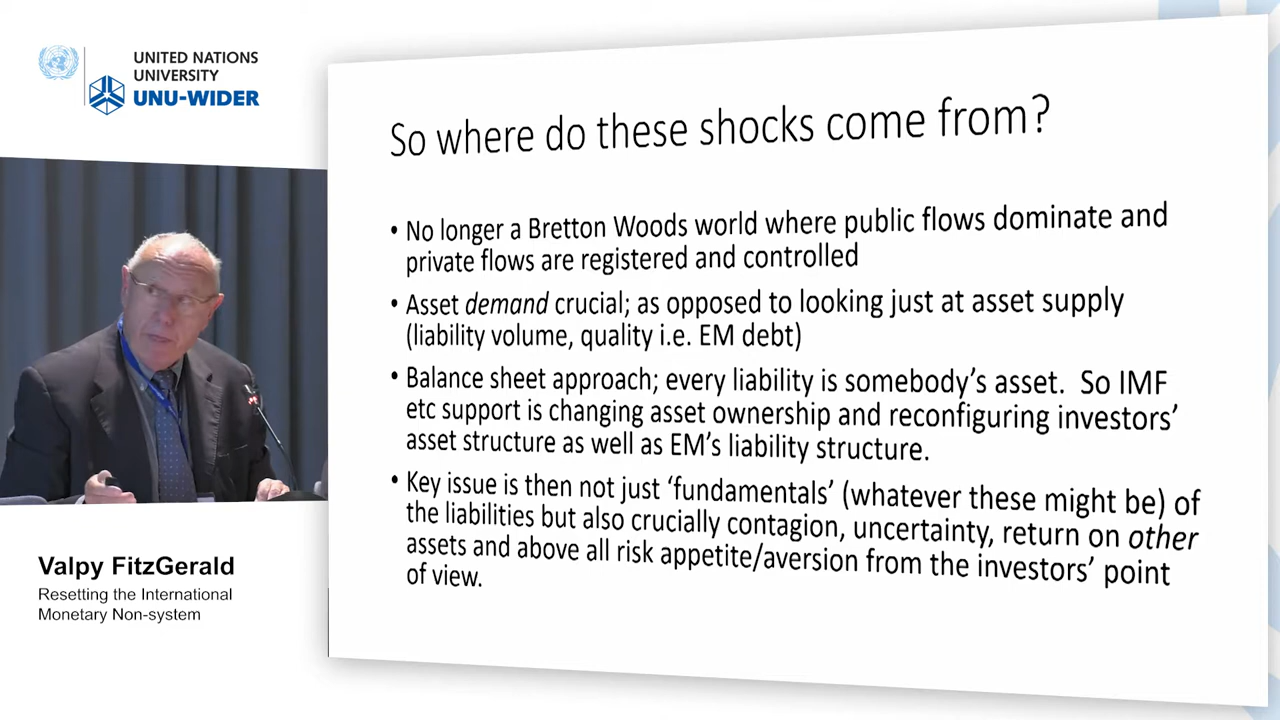 UNITED NATIONS
UNIVERSITY
UNU-WIDER
So where do these shocks come from?
• No longer a Bretton Woods world where public flows dominate and
private flows are registered and controlled
• Asset demand crucial; as opposed to looking just at asset supply
(liability volume, quality i.e. EM debt)
• Balance sheet approach; every liability is somebody's asset.  So IMF
etc support is changing asset ownership and reconfiguring investors'
asset structure as well as EM's liability structure.
• Key issue is then not just ‘fundamentals’ (whatever these might be) of
the liabilities but also crucially contagion, uncertainty, return on other
assets and above all risk appetite/aversion from the investors’ point
of view.
Valpy FitzGerald
Resetting the International
Monetary Non-system